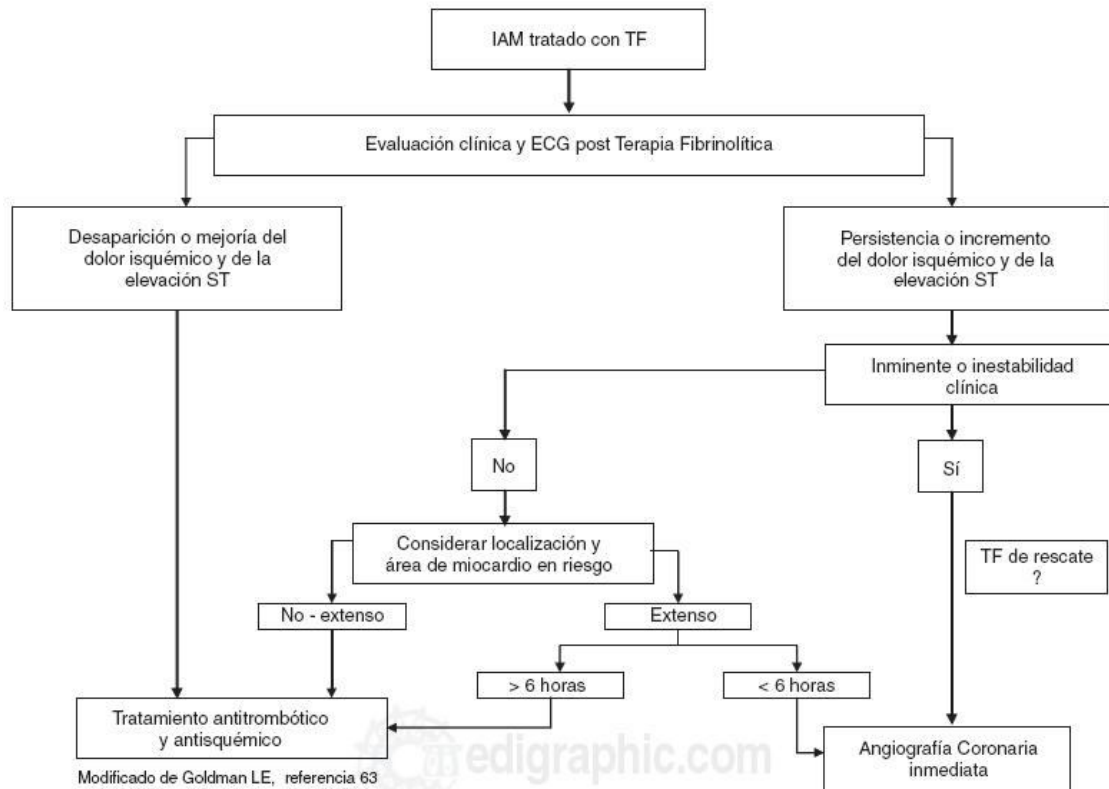 IAM tratado con TF
Evaluación clínica y ECG post Terapia Fibrinolítica
Desaparición o mejoría del
dolor isquémico y de la
elevación ST
Persistencia o incremento
del dolor isquémico y de la
elevación ST
Inminente o inestabilidad
clínica
No
Sí
Considerar localización y
área de miocardio en riesgo
TF de rescate
?
No - extenso
Extenso
> 6 horas
< 6 horas
Tratamiento antitrombótico
y antisquémico
Angiografía Coronaria
inmediata
edigraphic.com
Modificado de Goldman LE, referencia 63